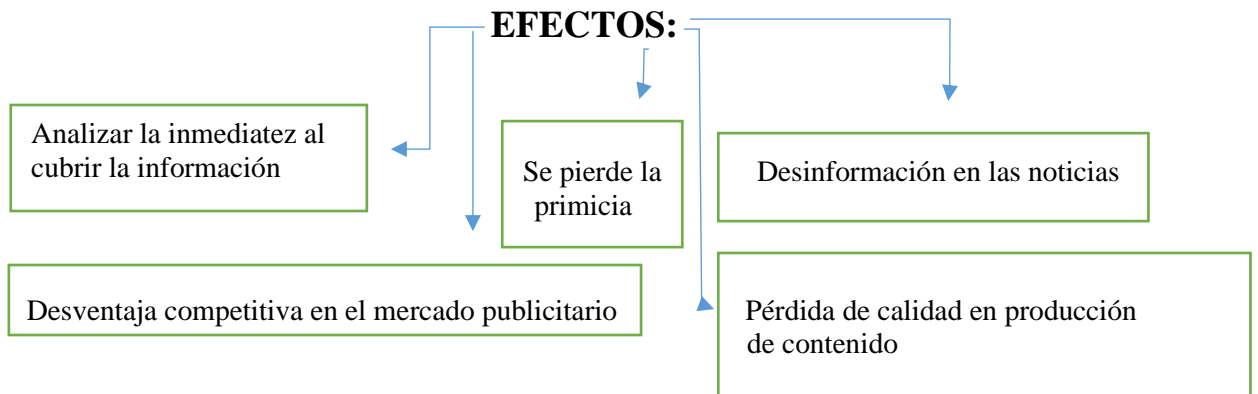 EFECTOS:
Analizar la inmediatez al
cubrir la información
Se pierde la
primicia
Desinformación en las noticias
Desventaja competitiva en el mercado publicitario
Pérdida de calidad en producción
de contenido